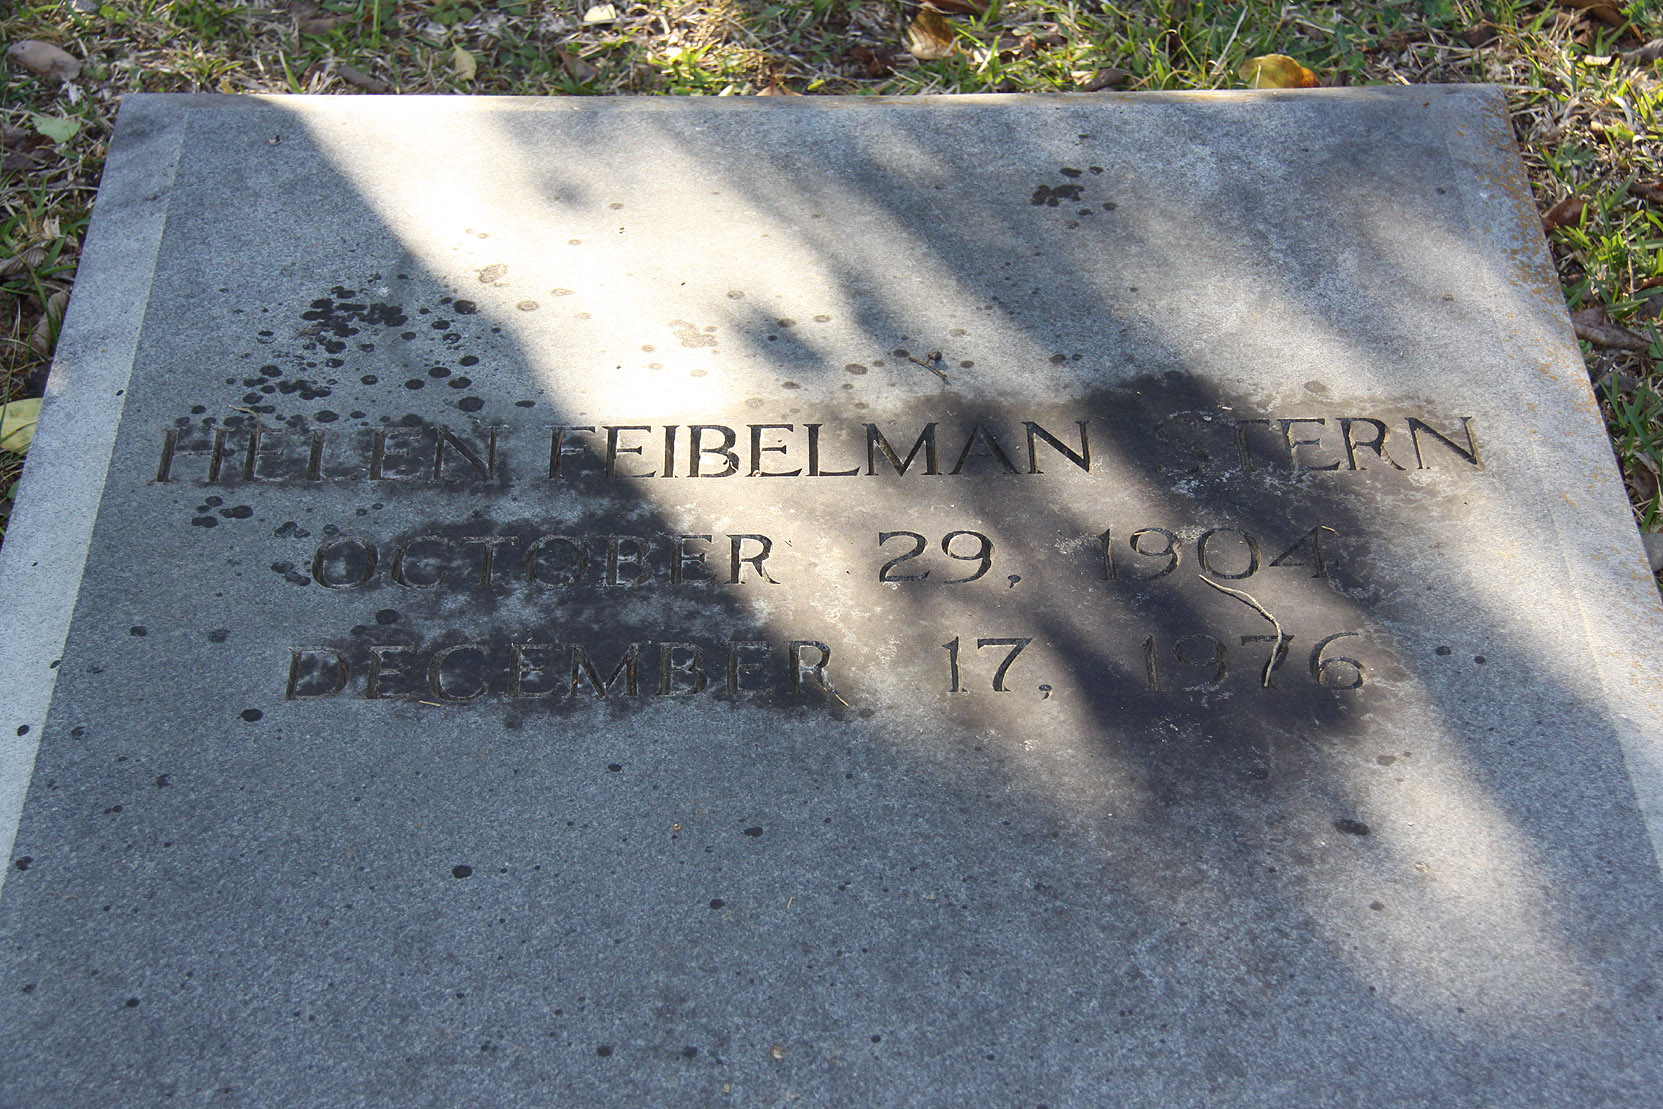 HELEN FEIBELMAN STERN
OCTOBER 29, 1904
DECEMBER 17, 1976